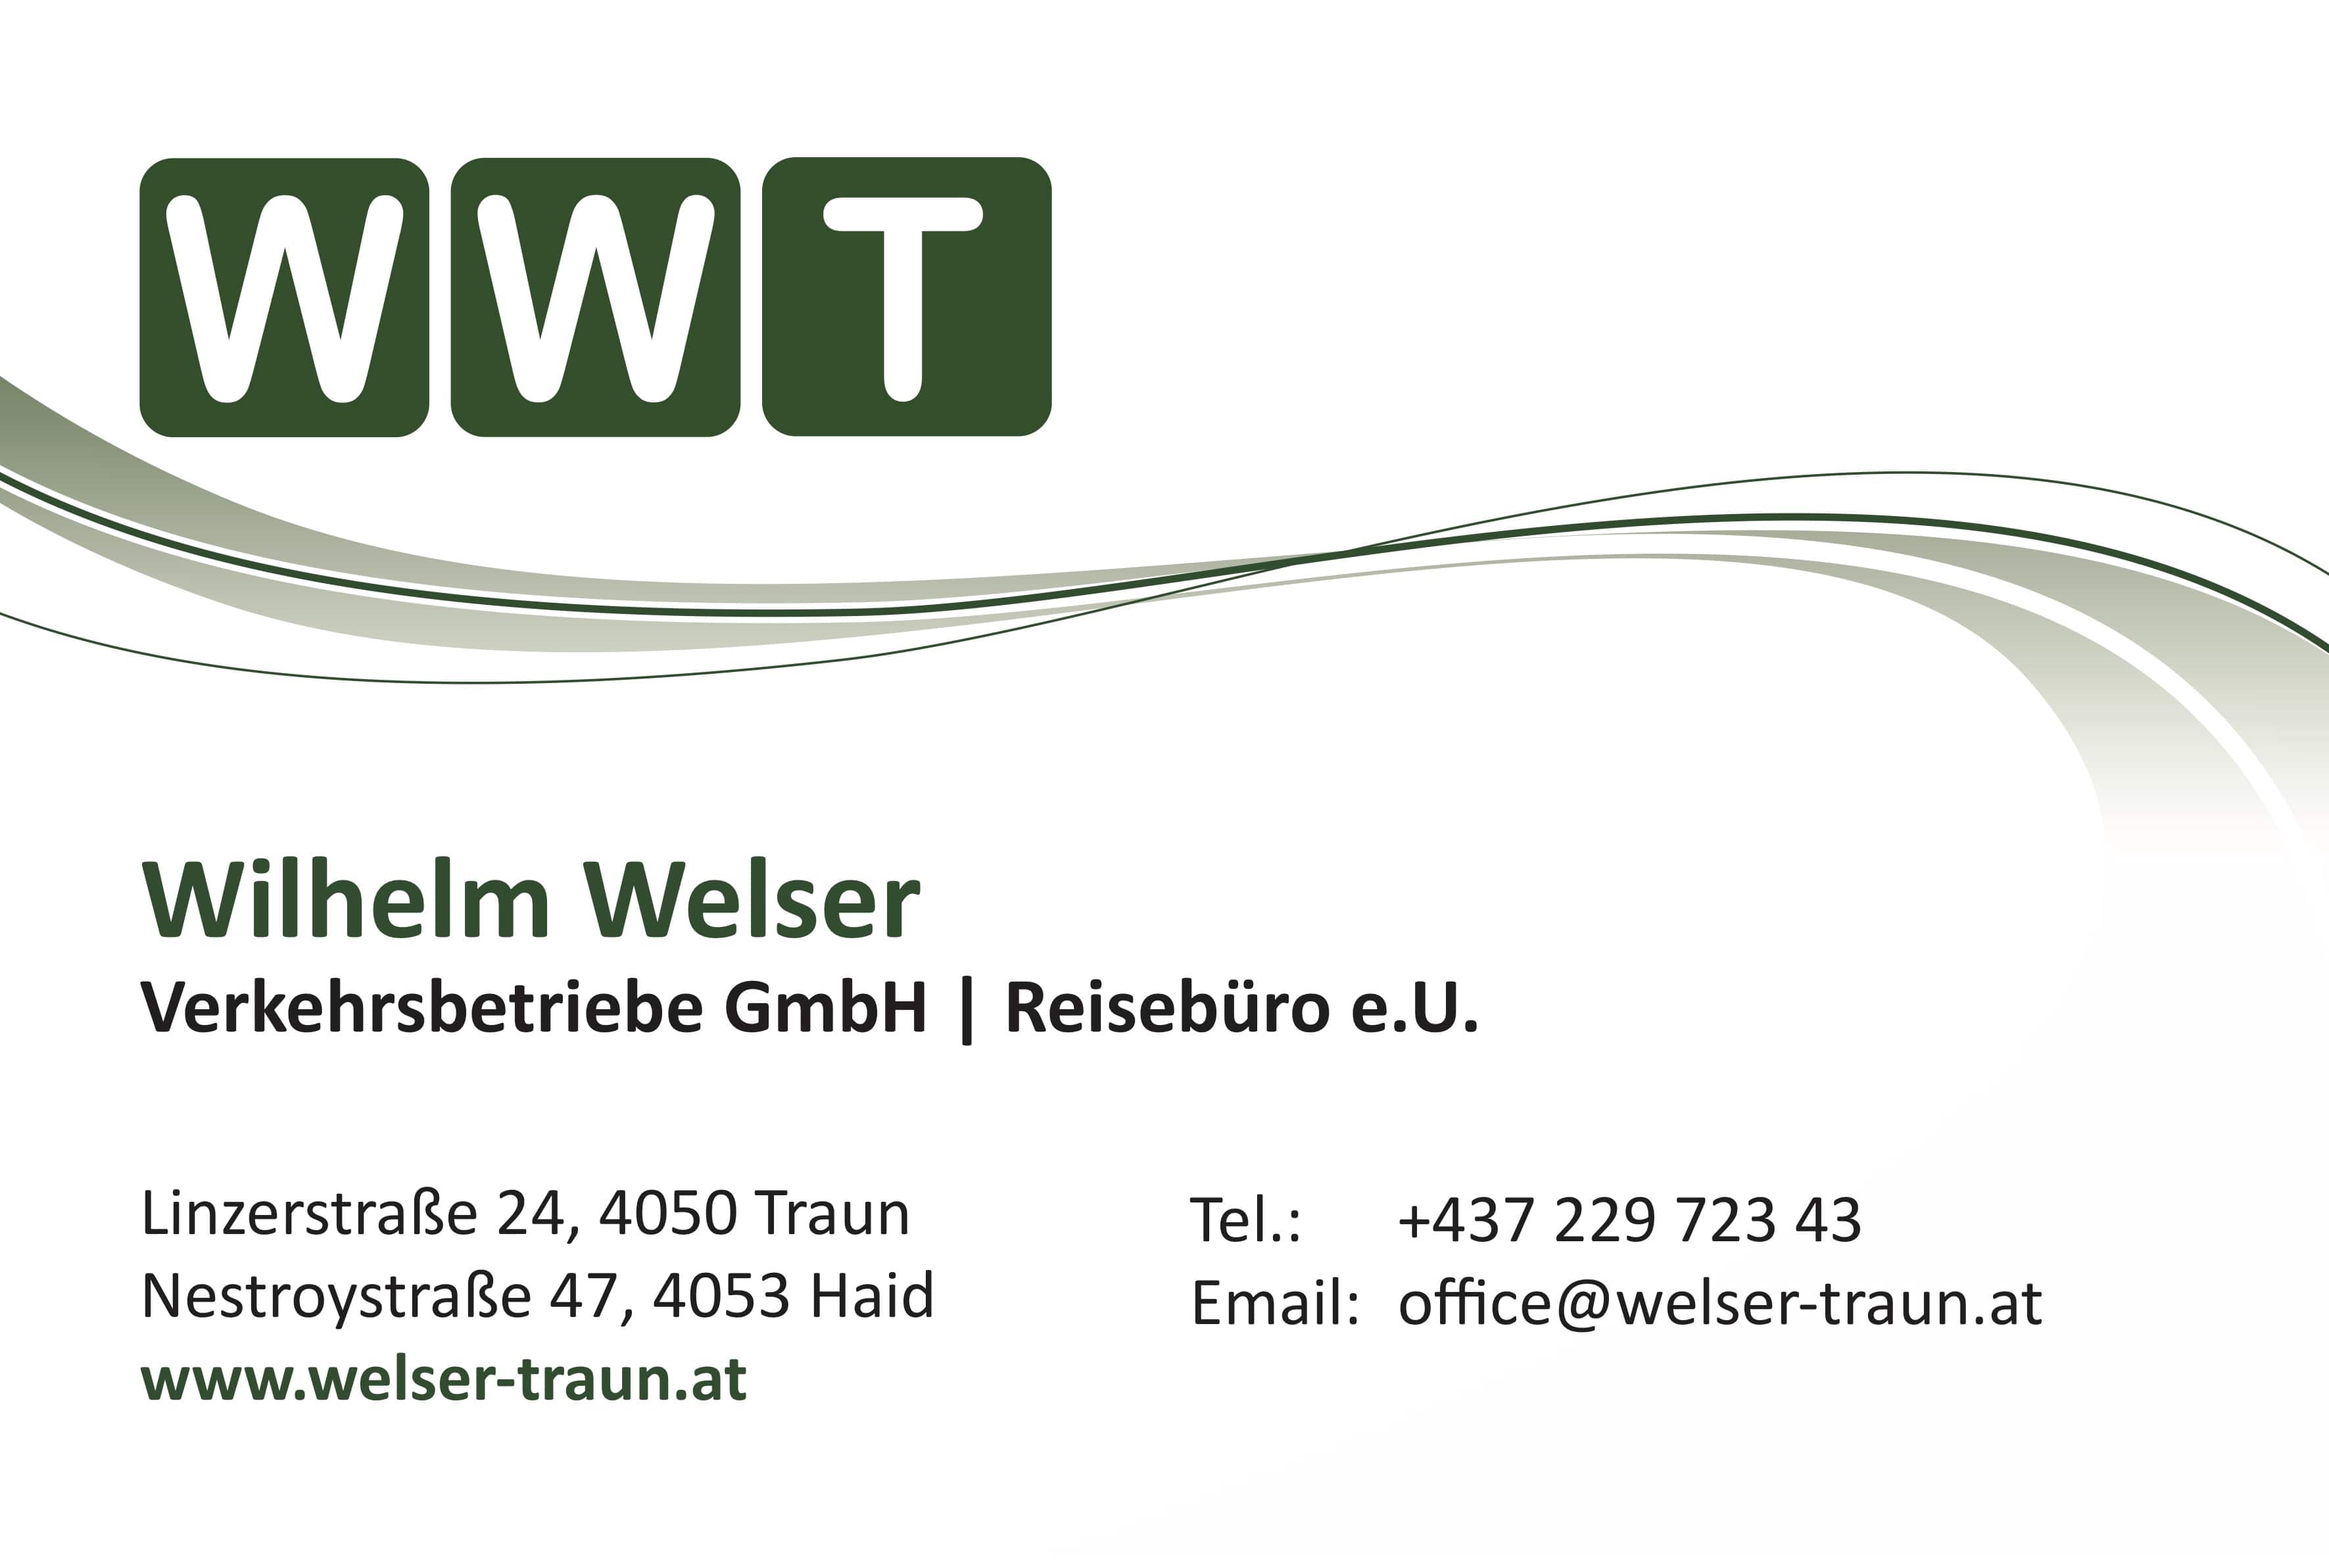 WWT
Wilhelm Welser
Verkehrsbetriebe GmbH | Reisebüro e.U.
Linzerstraße 24, 4050 Traun
Nestroystraße 47, 4053 Haid
www.welser-traun.at
Tel.: +437 229 723 43
Email: office@welser-traun.at